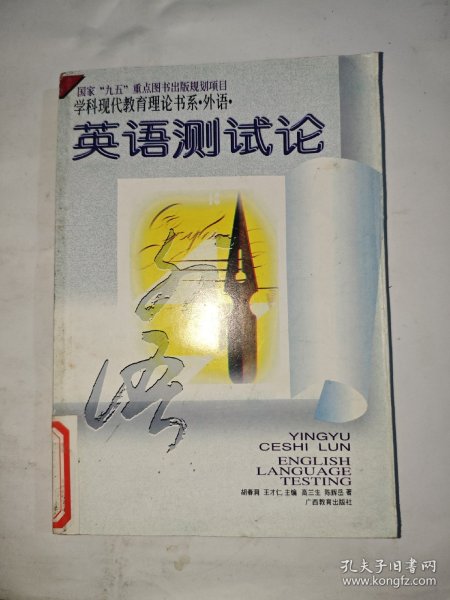 国家“九五”重点图书出版规划项目
学科现代教育理论书系·外语·
英语测试论
英语
YINGYU
CESHI LUN
ENGLISH
LANGUAGE
TESTING
胡春洞 王才仁 主编 高兰生 陈辉岳 著
广西教育出版社
孔夫子旧书网
www.kongfz.com